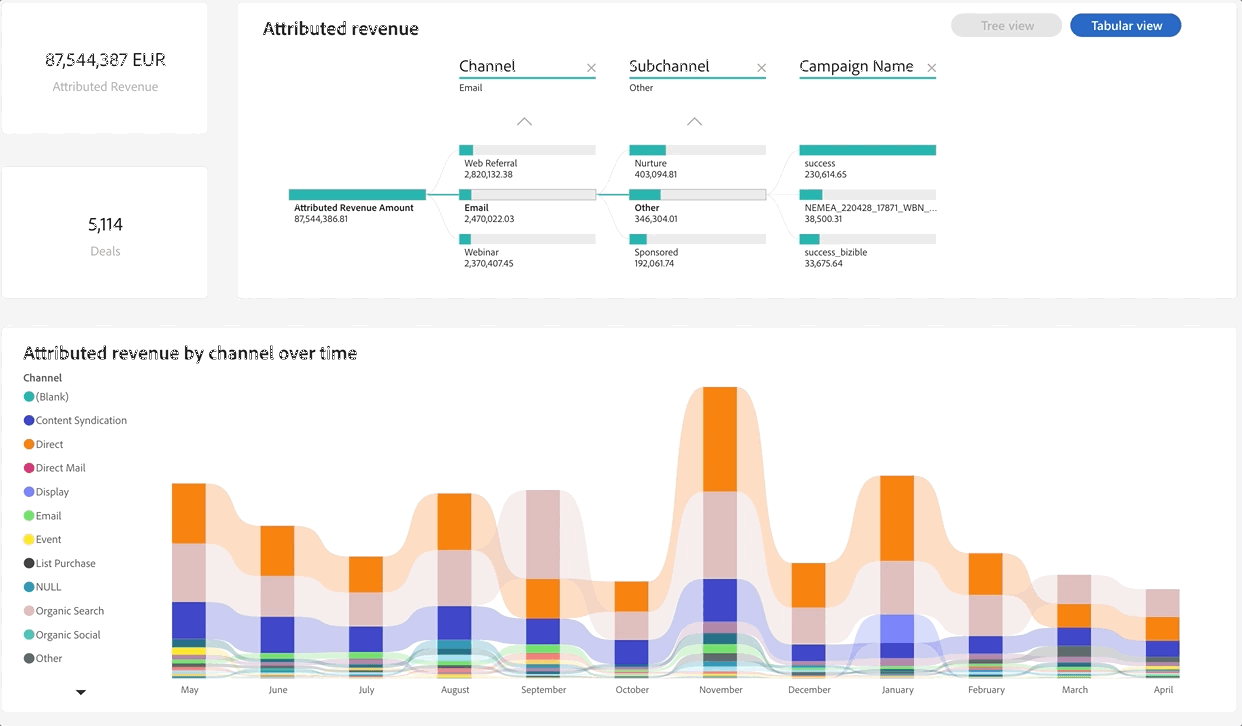 87,544,387 EUR
Attributed Revenue
5,114
Deals
Attributed revenue
Tree view
Tabular view
Channel
Email
Subchannel
Other
Campaign Name
Attributed Revenue Amount
87,544,386.81
Web Referral
2,820,132.38
Email
2,470,022.03
Webinar
2,370,407.45
Nurture
403,094.81
Other
346,304.01
Sponsored
192,061.74
success
230,614.65
NEMEA_220428_17871_WBN_...
38,500.31
success_bizible
33,675.64
Attributed revenue by channel over time
Channel
(Blank)
Content Syndication
Direct
Direct Mail
Display
Email
Event
List Purchase
NULL
Organic Search
Organic Social
Other
May June July August September October November December January February March April